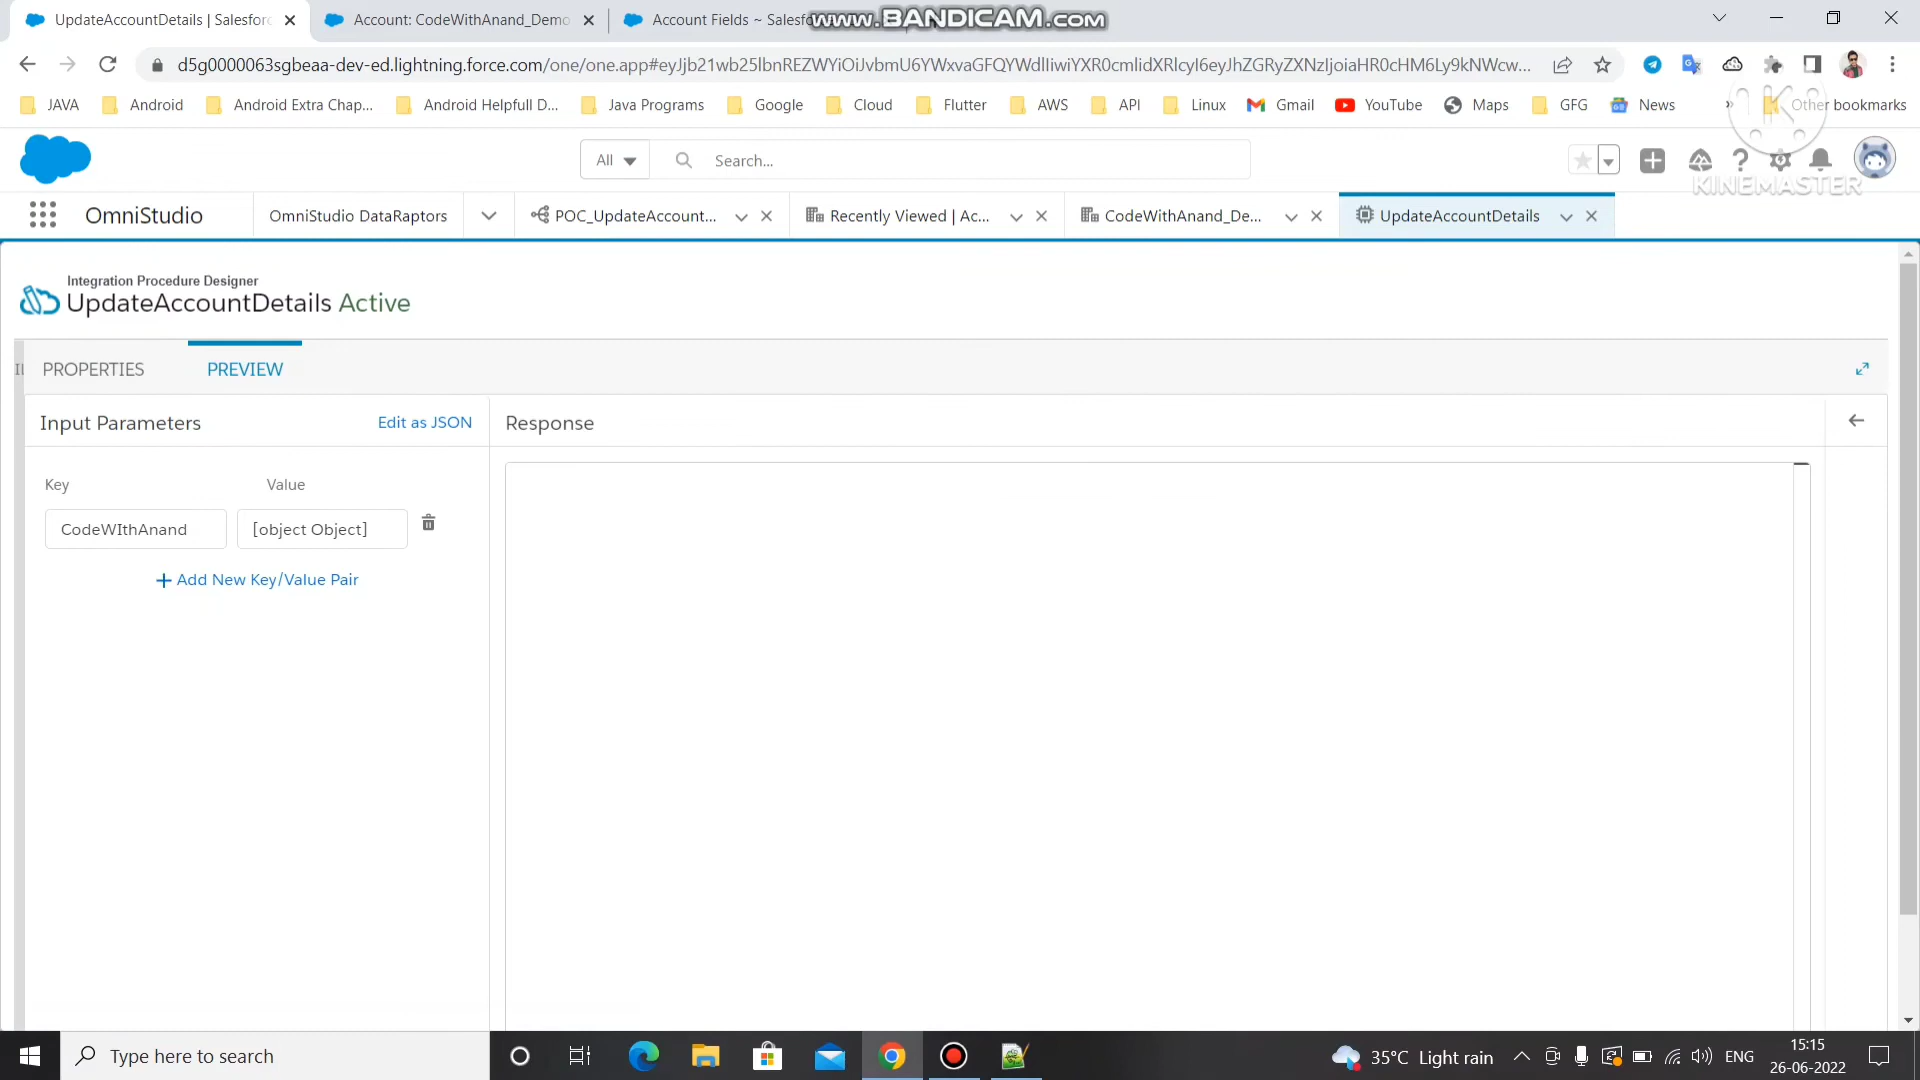 UpdateAccountDetails | Salesforc
Account: CodeWithAnand_Demo
Account Fields ~ Salesfo
www.BANDICAM.com
d5g0000063sgbeaa-dev-ed.lightning.force.com/one/one.app#eyJjb21wb25lbnREZWYiOiJvbmU6YWxvaGFQYWdlIiwiYXR0cmlidXRlcyI6eyJhZGRyZXNzIjoiaHR0cHM6Ly9kNWcw...
JAVA
Android
Android Extra Chap...
Android Helpfull D...
Java Programs
Google
Cloud
Flutter
AWS
API
Linux
Gmail
YouTube
Maps
GFG
News
»
Other bookmarks
All
Search...
KINEMASTER
OmniStudio
OmniStudio DataRaptors
POC_UpdateAccount...
Recently Viewed | Ac...
CodeWithAnand_De...
UpdateAccountDetails
Integration Procedure Designer
UpdateAccountDetails Active
PROPERTIES
PREVIEW
Input Parameters
Edit as JSON
Response
Key
Value
CodeWIthAnand
[object Object]
+ Add New Key/Value Pair
Type here to search
35°C Light rain
ENG
15:15
26-06-2022